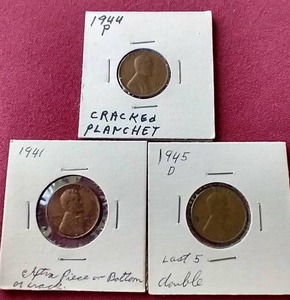 1944
P
CRACKED
PLANCHET
1941
extra piece on Bottom
or crack
1945
D
Last 5
double